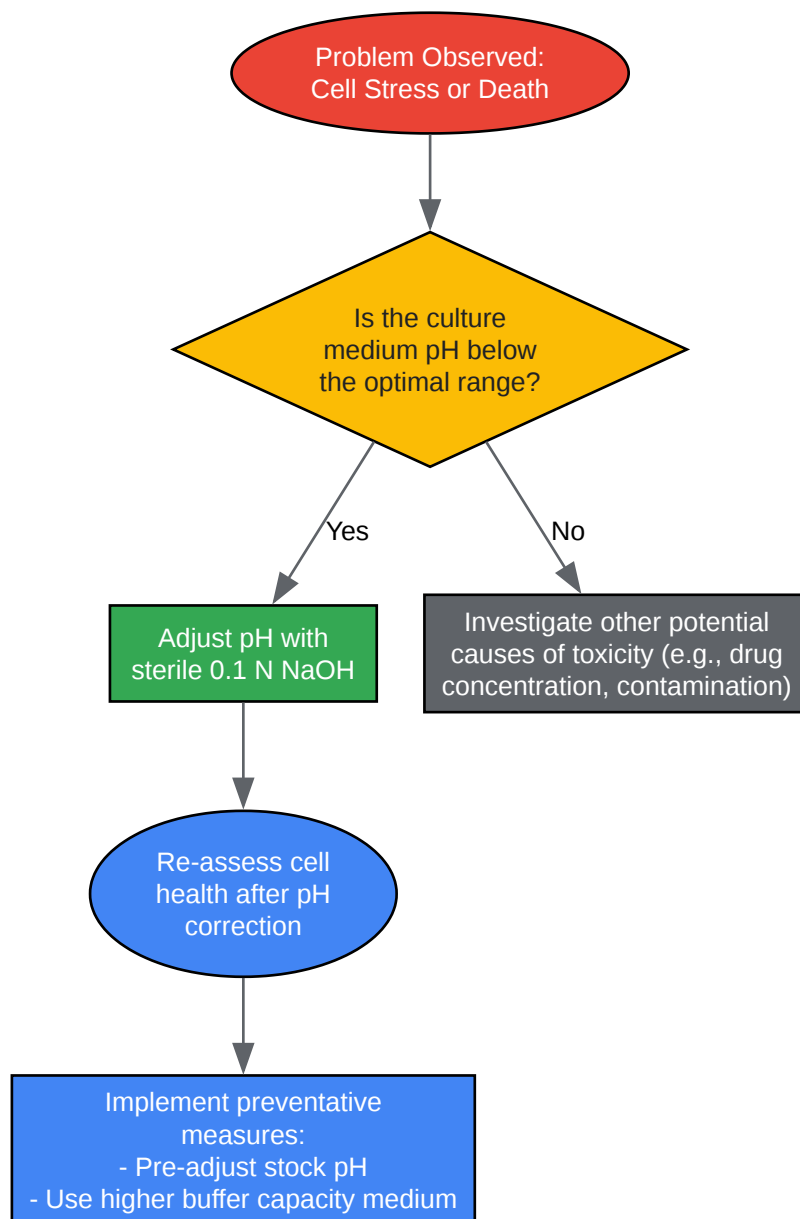 Problem Observed:
Cell Stress or Death
Is the culture
medium pH below
the optimal range?
Yes
No
Adjust pH with
sterile 0.1 N NaOH
Investigate other potential
causes of toxicity (e.g., drug
concentration, contamination)
Re-assess cell
health after pH
correction
Implement preventative
measures:
- Pre-adjust stock pH
- Use higher buffer capacity medium